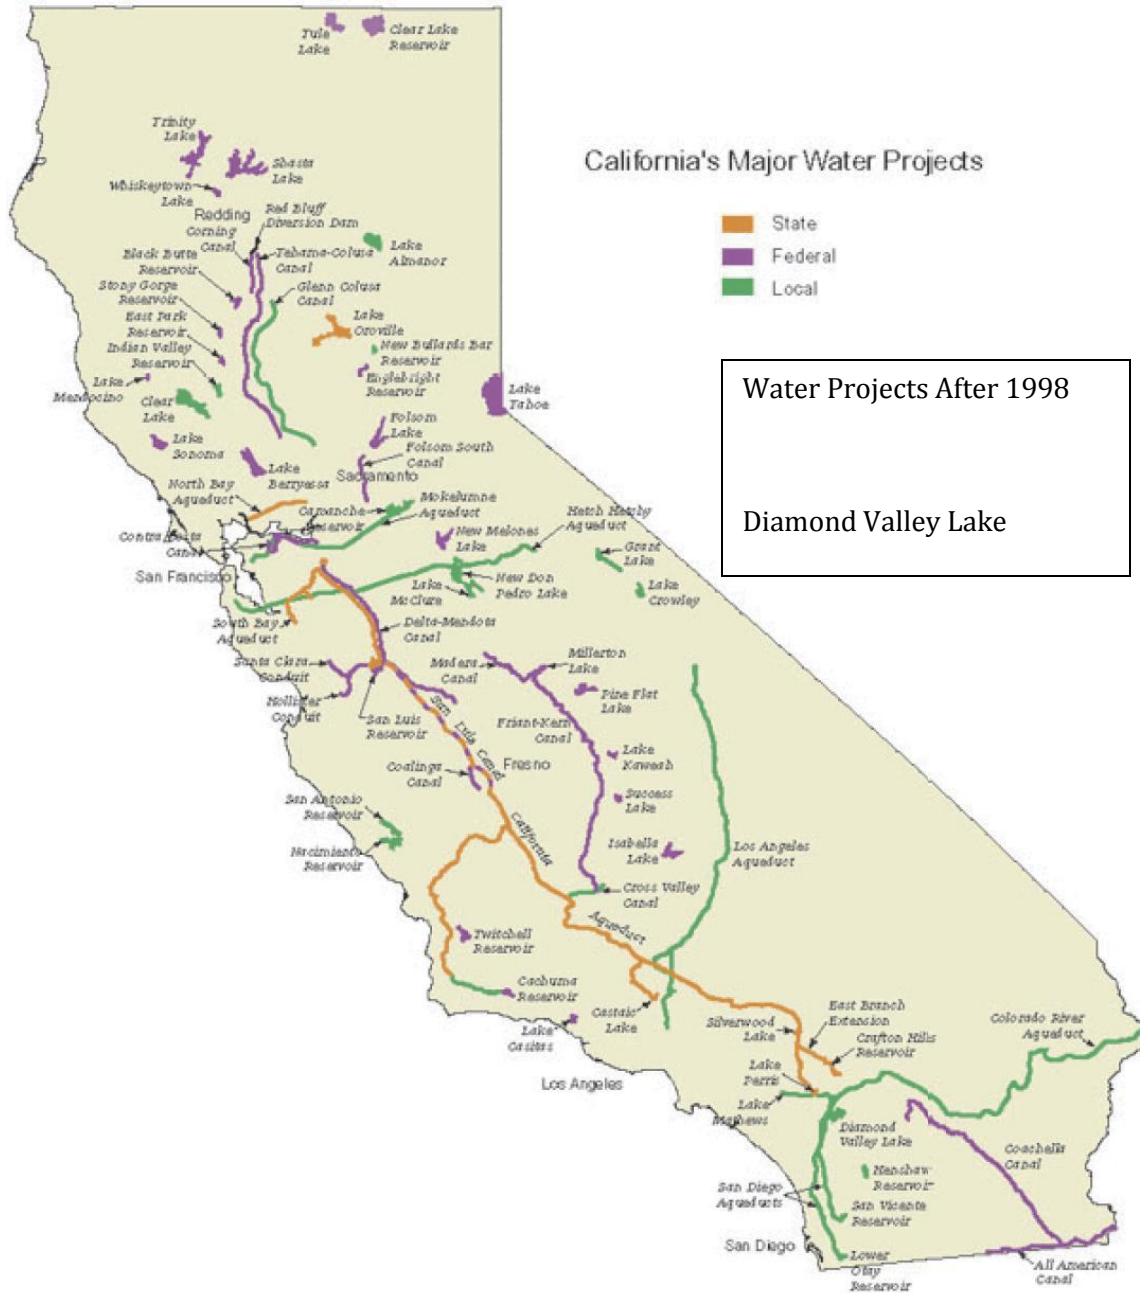 Tule
Lake
Clear Lake
Reservoir
Trinity
Lake
Shasta
Lake
Whiskeytown
Lake
California's Major Water Projects
State
Federal
Local
Redding
Red Bluff
Diversion Dam
Corning
Canal
Tehama-Colusa
Canal
Lake
Almanor
Black Butte
Reservoir
Stony Gorge
Reservoir
Glenn Colusa
Canal
East Park
Reservoir
Lake
Oroville
Indian Valley
Reservoir
New Bullards Bar
Reservoir
Englebright
Reservoir
Lake
Mendocino
Clear
Lake
Lake
Tahoe
Water Projects After 1998
Diamond Valley Lake
Folsom
Lake
Folsom South
Canal
Lake
Sonoma
Lake
Berryessa
Sacramento
North Bay
Aqueduct
Camanche
Reservoir
Mokelumne
Aqueduct
Hetch Hetchy
Aqueduct
Contra Costa
Canal
New Melones
Lake
Grant
Lake
San Francisco
Lake
McClure
New Don
Pedro Lake
Lake
Crowley
South Bay
Aqueduct
Delta-Mendota
Canal
Santa Clara
Conduit
Hollister
Conduit
San Luis
Reservoir
Madera
Canal
Millerton
Lake
Pine Flat
Lake
San Luis Canal
Friant-Kern
Canal
Coalinga
Canal
Fresno
Lake
Kaweah
Success
Lake
San Antonio
Reservoir
Nacimiento
Reservoir
California Aqueduct
Isabella
Lake
Los Angeles
Aqueduct
Cross Valley
Canal
Twitchell
Reservoir
Cachuma
Reservoir
Lake
Casitas
Castaic
Lake
Los Angeles
Silverwood
Lake
East Branch
Extension
Crafton Hills
Reservoir
Colorado River
Aqueduct
Lake
Perris
Lake
Mathews
Diamond
Valley Lake
Coachella
Canal
Henshaw
Reservoir
San Diego
Aqueducts
San Vicente
Reservoir
San Diego
Lower
Otay
Reservoir
All American
Canal